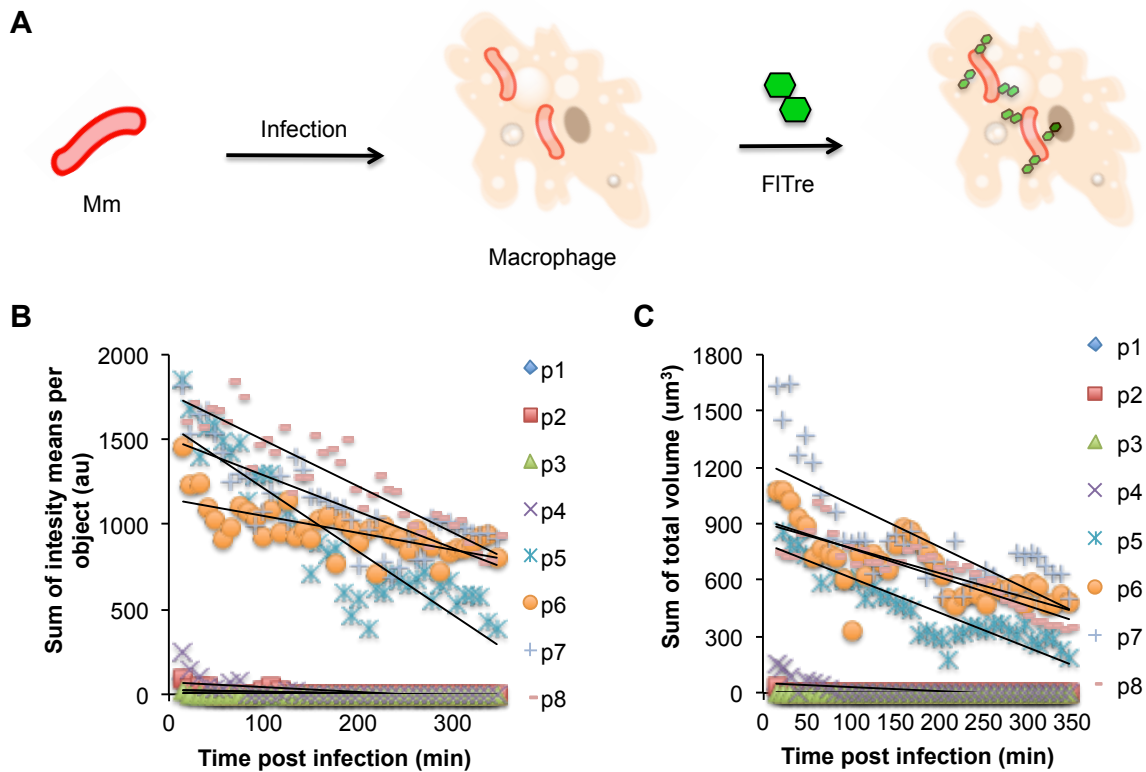 A
Infection
Mm
FITre
Macrophage
B
Sum of intesity means per
object (au)
2000
1500
1000
500
0
0
100
200
300
Time post infection (min)
p1
p2
p3
p4
p5
p6
p7
p8
C
Sum of total volume (um³)
1800
1500
1200
900
600
300
0
0
50
100
150
200
250
300
350
Time post infection (min)
p1
p2
p3
p4
p5
p6
p7
p8